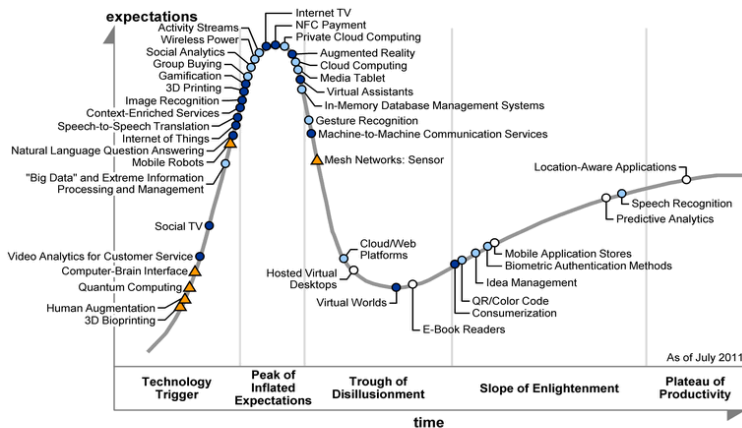 expectations
Internet TV
NFC Payment
Private Cloud Computing
Activity Streams
Wireless Power
Social Analytics
Group Buying
Gamification
3D Printing
Image Recognition
Context-Enriched Services
Speech-to-Speech Translation
Internet of Things
Natural Language Question Answering
Mobile Robots
"Big Data" and Extreme Information
Processing and Management
Social TV
Video Analytics for Customer Service
Computer-Brain Interface
Quantum Computing
Human Augmentation
3D Bioprinting
Augmented Reality
Cloud Computing
Media Tablet
Virtual Assistants
In-Memory Database Management Systems
Gesture Recognition
Machine-to-Machine Communication Services
Mesh Networks: Sensor
Cloud/Web
Platforms
Hosted Virtual
Desktops
Virtual Worlds
E-Book Readers
Consumerization
QR/Color Code
Idea Management
Biometric Authentication Methods
Mobile Application Stores
Predictive Analytics
Speech Recognition
Location-Aware Applications
As of July 2011
Technology
Trigger
Peak of
Inflated
Expectations
Trough of
Disillusionment
Slope of Enlightenment
Plateau of
Productivity
time